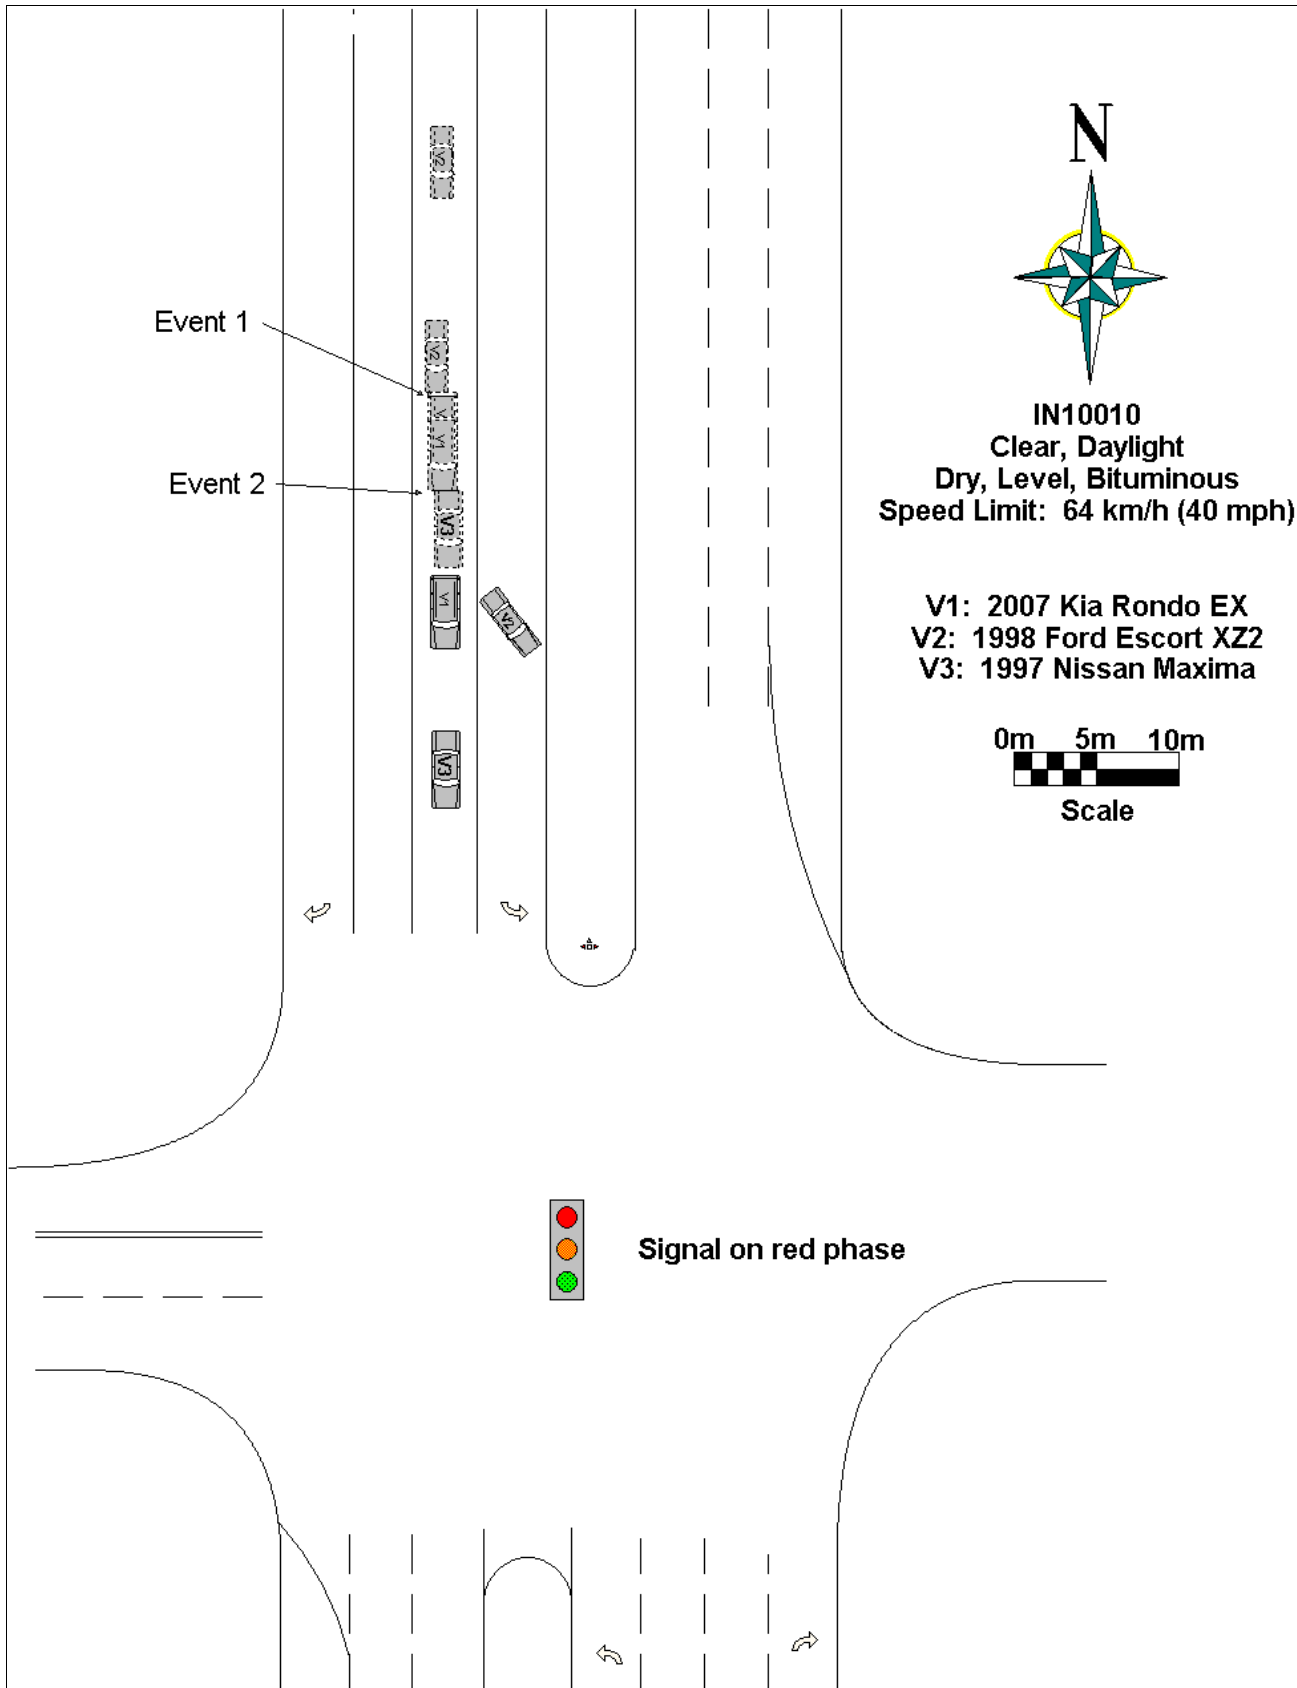 N
V2
Event 1
V2
V
V1
Event 2
V3
V1
V2
V3
IN10010
Clear, Daylight
Dry, Level, Bituminous
Speed Limit: 64 km/h (40 mph)
V1: 2007 Kia Rondo EX
V2: 1998 Ford Escort XZ2
V3: 1997 Nissan Maxima
0m 5m 10m
Scale
Signal on red phase